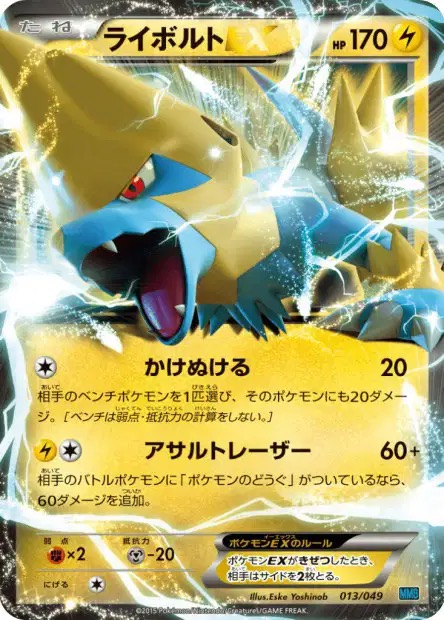 たね ライボルトEX HP170
かけぬける 20
相手のベンチポケモンを1匹選び、そのポケモンにも20ダメ
ージ。[ベンチは弱点・抵抗力の計算をしない。]
アサルトレーザー 60+
相手のバトルポケモンに「ポケモンのどうぐ」がついているなら、
60ダメージを追加。
弱点 ×2 抵抗力 -20
ポケモンEXのルール
ポケモンEXがきぜつしたとき、
相手はサイドを2枚とる。
にげる
Illus.Eske Yoshinob 013/049 MMB
©2015 Pokémon/Nintendo/Creatures/GAME FREAK.